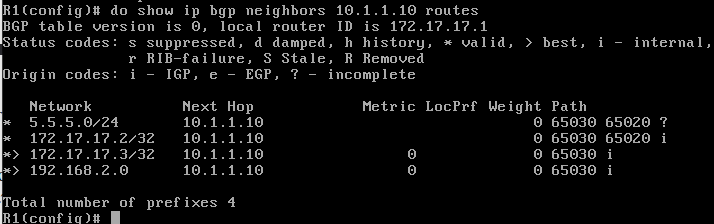 R1(config)# do show ip bgp neighbors 10.1.1.10 routes
BGP table version is 0, local router ID is 172.17.17.1
Status codes: s suppressed, d damped, h history, * valid, > best, i - internal,
              r RIB-failure, S Stale, R Removed
Origin codes: i - IGP, e - EGP, ? - incomplete

   Network          Next Hop            Metric LocPrf Weight Path
*  5.5.5.0/24       10.1.1.10                              0 65030 65020 ?
*  172.17.17.2/32   10.1.1.10                              0 65030 65020 i
*> 172.17.17.3/32   10.1.1.10                0             0 65030 i
*> 192.168.2.0      10.1.1.10                0             0 65030 i

Total number of prefixes 4
R1(config)#